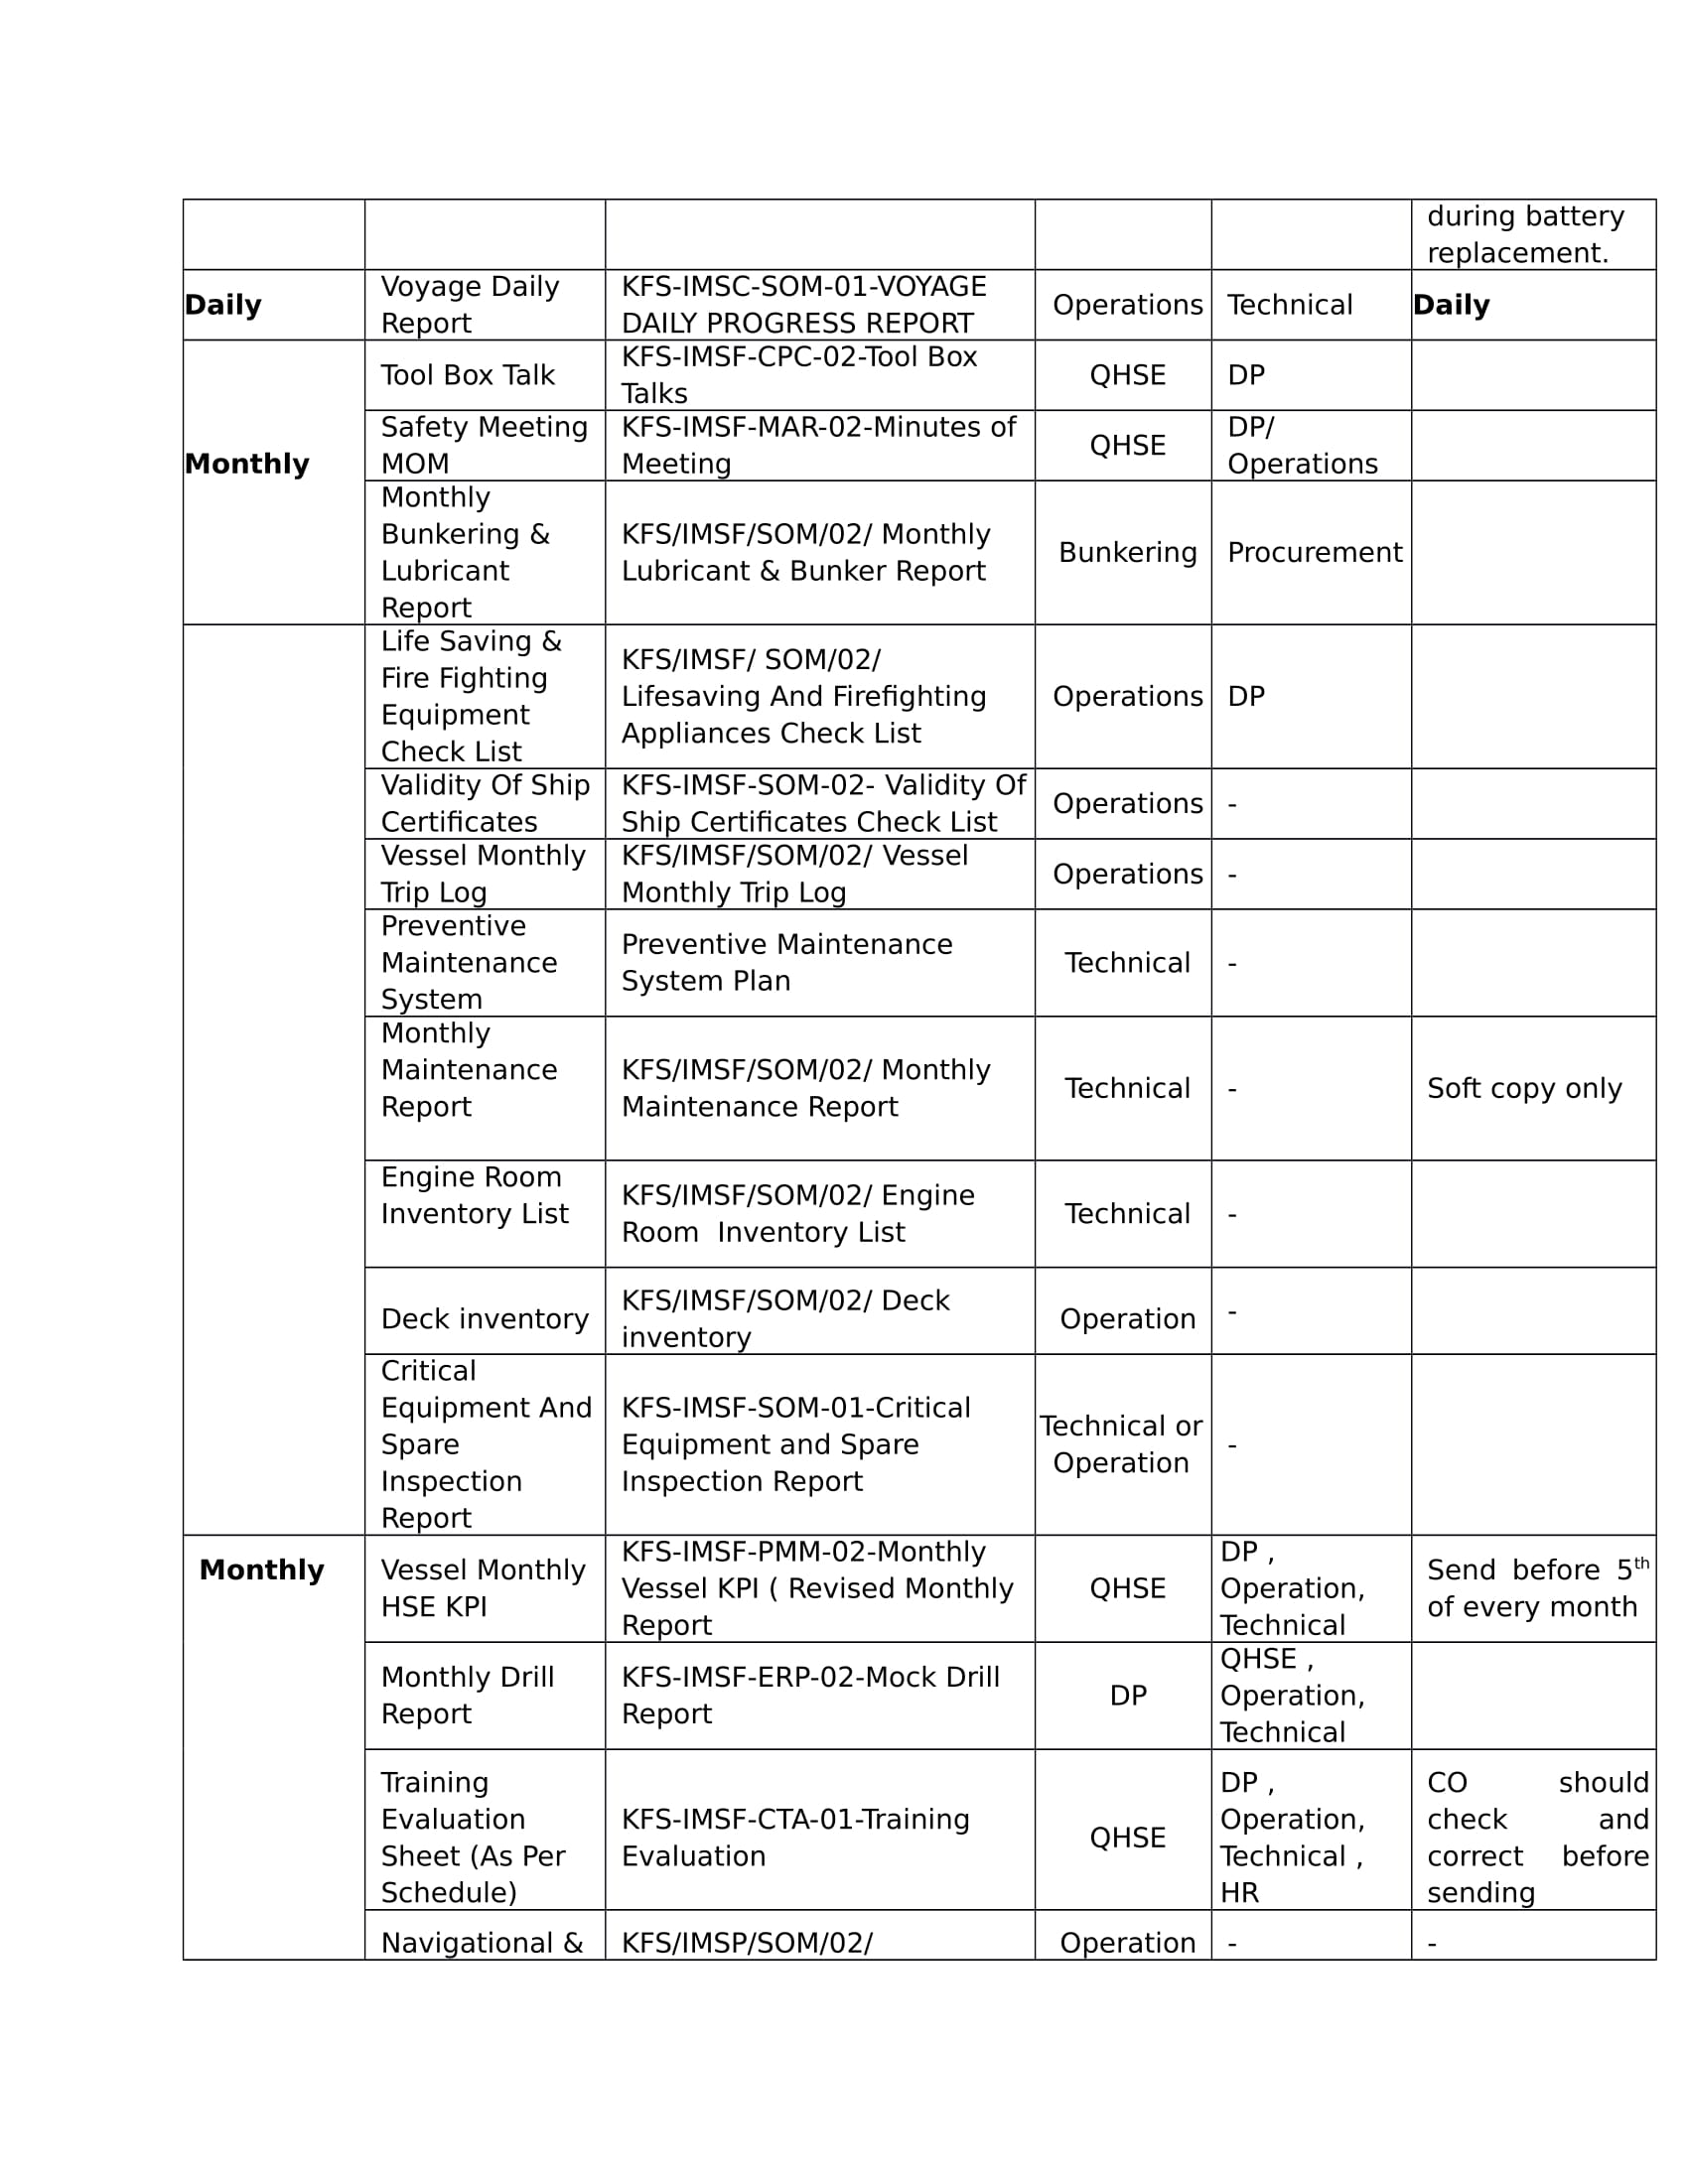 during battery
replacement.
Daily
Voyage Daily
Report
KFS-IMSC-SOM-01-VOYAGE
DAILY PROGRESS REPORT
Operations
Technical
Daily
Monthly
Tool Box Talk
KFS-IMSF-CPC-02-Tool Box
Talks
QHSE
DP
Safety Meeting
MOM
KFS-IMSF-MAR-02-Minutes of
Meeting
QHSE
DP/
Operations
Monthly
Bunkering &
Lubricant
Report
KFS/IMSF/SOM/02/ Monthly
Lubricant & Bunker Report
Bunkering
Procurement
Life Saving &
Fire Fighting
Equipment
Check List
KFS/IMSF/ SOM/02/
Lifesaving And Firefighting
Appliances Check List
Operations
DP
Validity Of Ship
Certificates
KFS-IMSF-SOM-02- Validity Of
Ship Certificates Check List
Operations
-
Vessel Monthly
Trip Log
KFS/IMSF/SOM/02/ Vessel
Monthly Trip Log
Operations
-
Preventive
Maintenance
System
Preventive Maintenance
System Plan
Technical
-
Monthly
Maintenance
Report
KFS/IMSF/SOM/02/ Monthly
Maintenance Report
Technical
-
Soft copy only
Engine Room
Inventory List
KFS/IMSF/SOM/02/ Engine
Room  Inventory List
Technical
-
Deck inventory
KFS/IMSF/SOM/02/ Deck
inventory
Operation
-
Critical
Equipment And
Spare
Inspection
Report
KFS-IMSF-SOM-01-Critical
Equipment and Spare
Inspection Report
Technical or
Operation
-
Monthly
Vessel Monthly
HSE KPI
KFS-IMSF-PMM-02-Monthly
Vessel KPI ( Revised Monthly
Report
QHSE
DP ,
Operation,
Technical
Send before 5th
of every month
Monthly Drill
Report
KFS-IMSF-ERP-02-Mock Drill
Report
DP
QHSE ,
Operation,
Technical
Training
Evaluation
Sheet (As Per
Schedule)
KFS-IMSF-CTA-01-Training
Evaluation
QHSE
DP ,
Operation,
Technical ,
HR
CO should
check and
correct before
sending
Navigational &
KFS/IMSP/SOM/02/
Operation
-
-